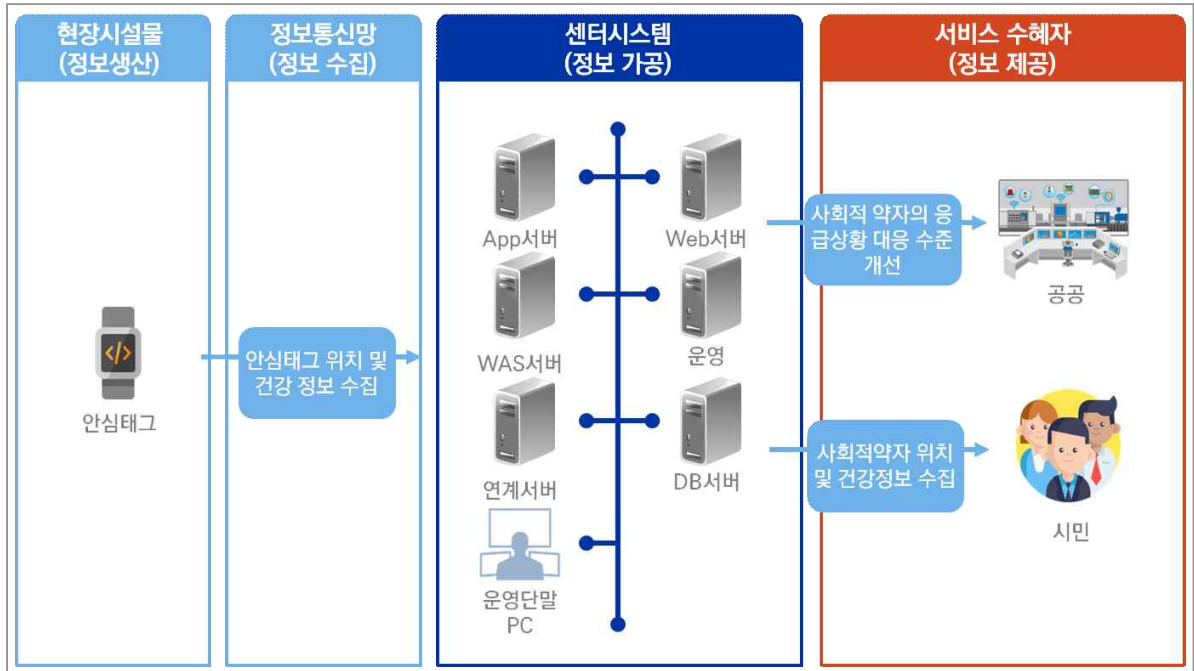 현장시설물
(정보생산)
정보통신망
(정보 수집)
센터시스템
(정보 가공)
서비스 수혜자
(정보 제공)
안심태그
안심태그 위치 및
건강 정보 수집
App서버
Web서버
WAS서버
운영
연계서버
DB서버
운영단말
PC
사회적 약자의 응
급상황 대응 수준
개선
공공
사회적약자 위치
및 건강정보 수집
시민